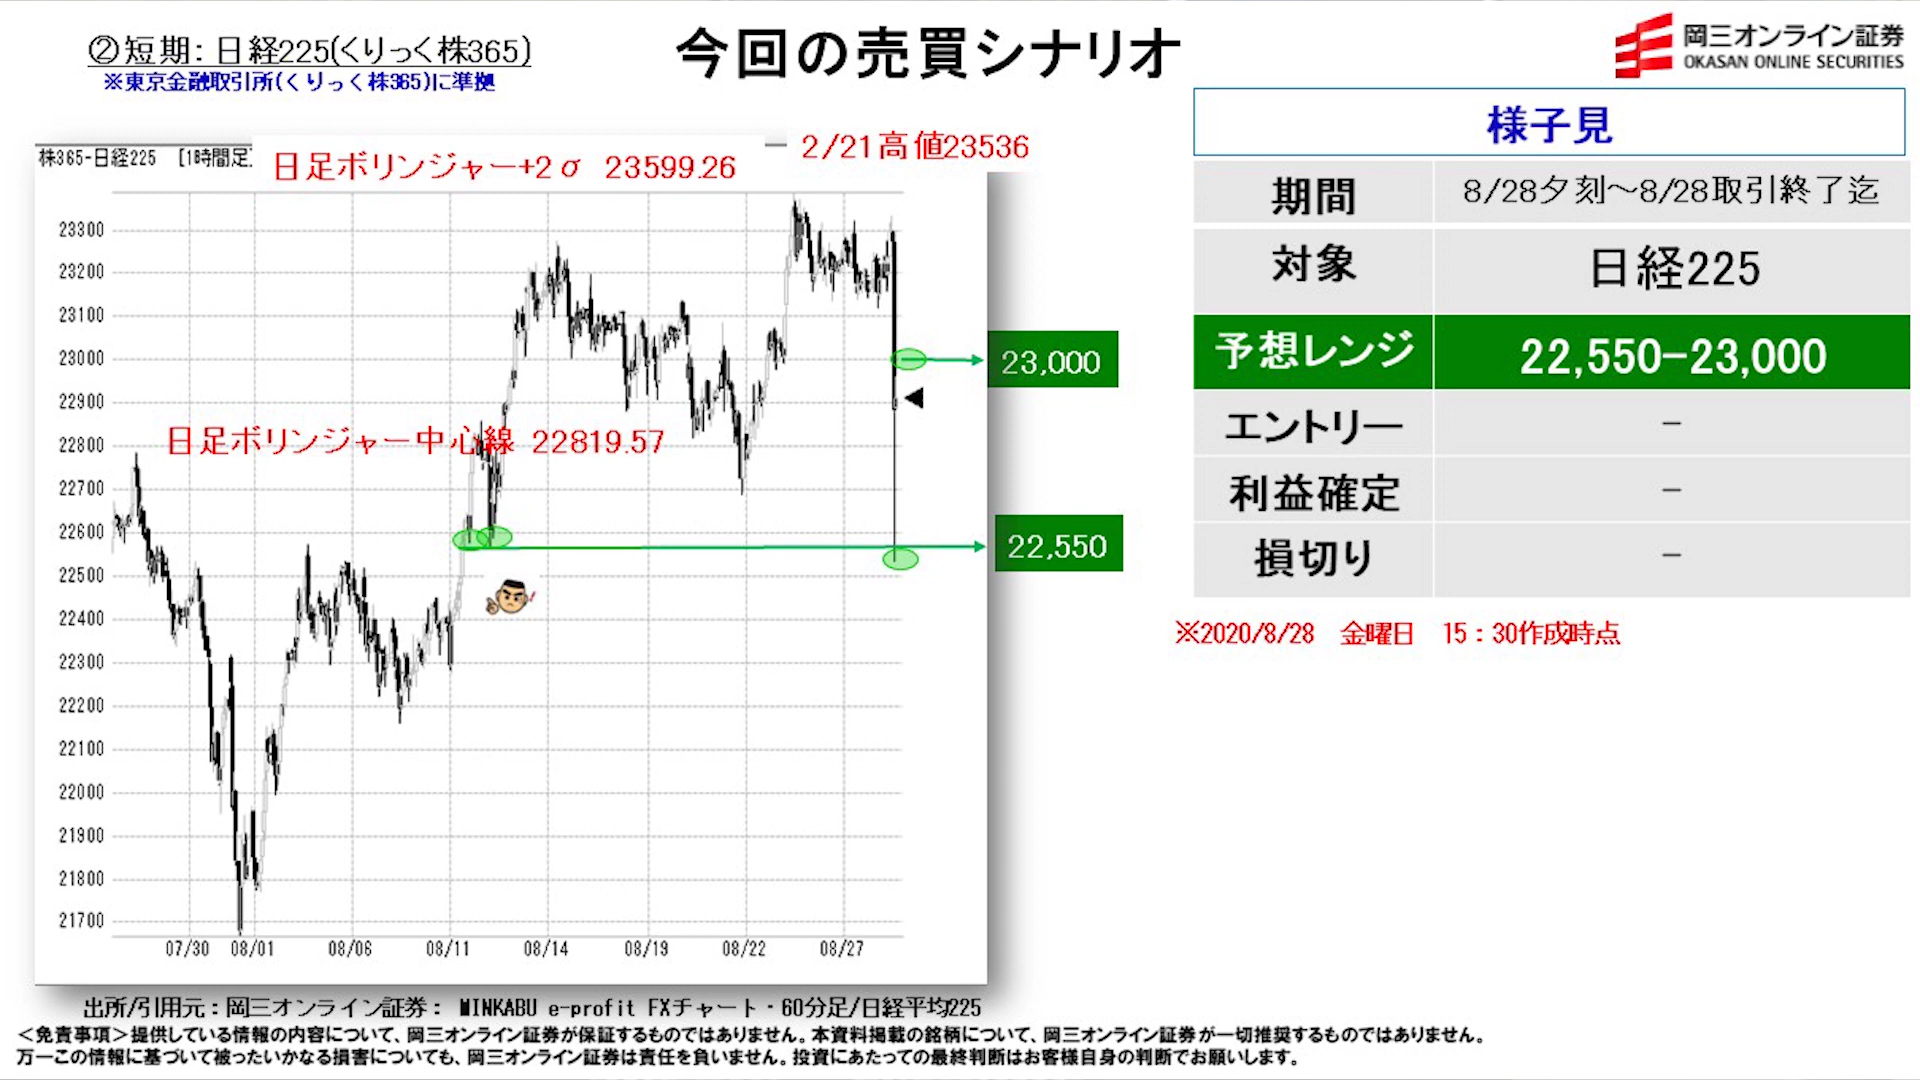 ②短期：日経225(くりっく株365)
※東京金融取引所(くりっく株365)に準拠
今回の売買シナリオ
岡三オンライン証券
OKASAN ONLINE SECURITIES
株365-日経225 [1時間足]
日足ボリンジャー+2σ 23599.26
2/21高値23536
23300
23200
23100
23000
22900
22800
22700
22600
22500
22400
22300
22200
22100
22000
21900
21800
21700
日足ボリンジャー中心線 22819.57
23,000
22,550
07/30 08/01 08/06 08/11 08/14 08/19 08/22 08/27
様子見
期間 8/28夕刻～8/28取引終了迄
対象 日経225
予想レンジ 22,550−23,000
エントリー −
利益確定 −
損切り −
※2020/8/28 金曜日 15：30作成時点
出所/引用元：岡三オンライン証券： MINKABU e-profit FXチャート・60分足/日経平均225
＜免責事項＞提供している情報の内容について、岡三オンライン証券が保証するものではありません。本資料掲載の銘柄について、岡三オンライン証券が一切推奨するものではありません。
万一この情報に基づいて被ったいかなる損害についても、岡三オンライン証券は責任を負いません。投資にあたっての最終判断はお客様自身の判断でお願いします。